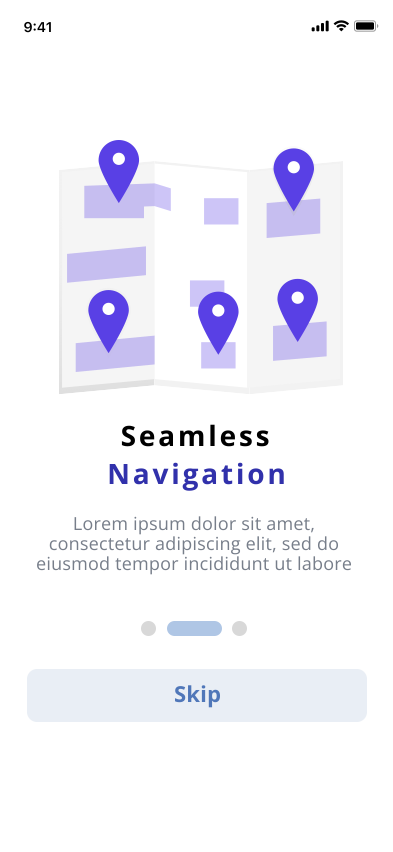 9:41
Seamless
Navigation
Lorem ipsum dolor sit amet,
consectetur adipiscing elit, sed do
eiusmod tempor incididunt ut labore
Skip